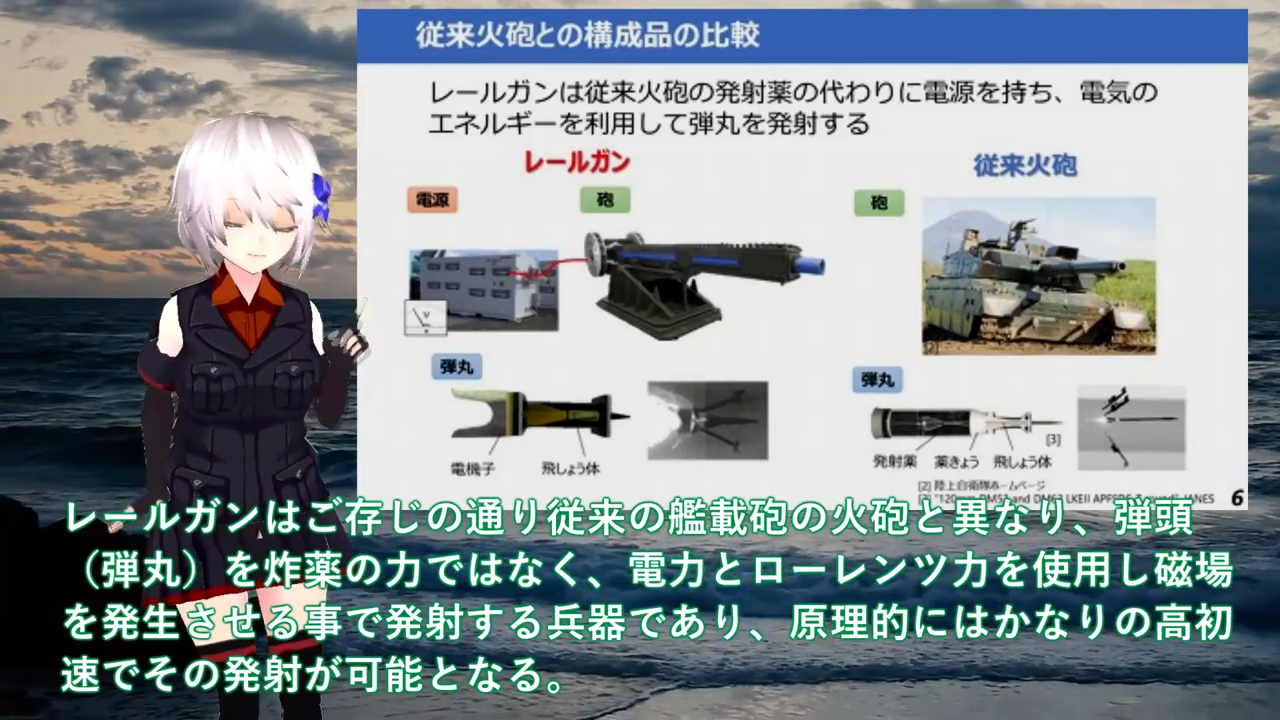 従来火砲との構成品の比較
レールガンは従来火砲の発射薬の代わりに電源を持ち、電気の
エネルギーを利用して弾丸を発射する
レールガン
従来火砲
電源
砲
砲
弾丸
弾丸
電機子
飛しょう体
発射薬
薬きょう
飛しょう体
[3]
[2] 陸上自衛隊ホームページ
JANES
6
レールガンはご存じの通り従来の艦載砲の火砲と異なり、弾頭
（弾丸）を炸薬の力ではなく、電力とローレンツ力を使用し磁場
を発生させる事で発射する兵器であり、原理的にはかなりの高初
速でその発射が可能となる。